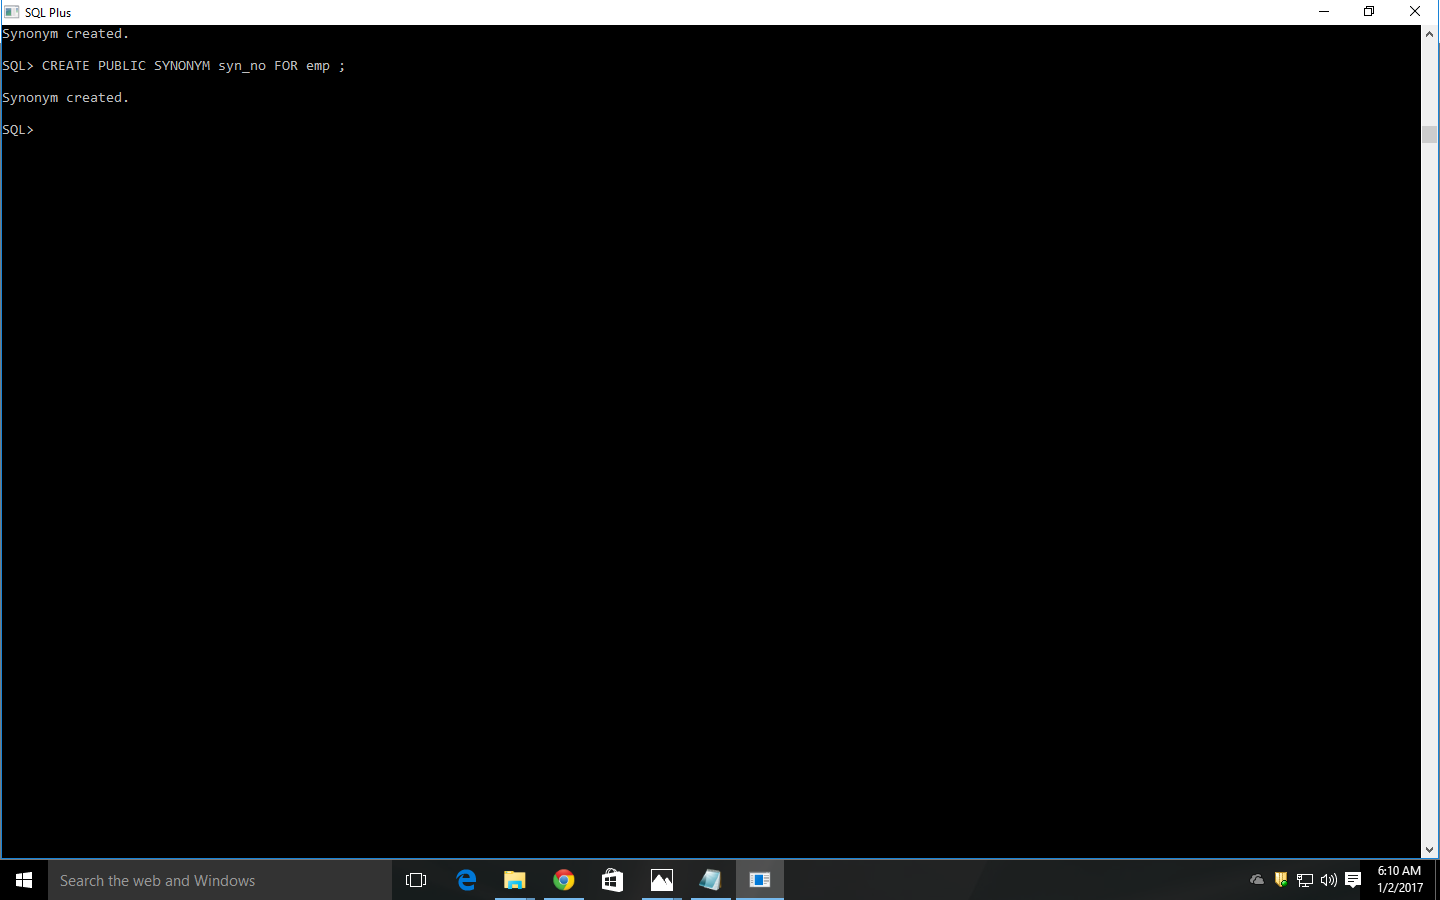 SQL Plus
Synonym created.
SQL> CREATE PUBLIC SYNONYM syn_no FOR emp ;
Synonym created.
SQL>
Search the web and Windows
6:10 AM
1/2/2017